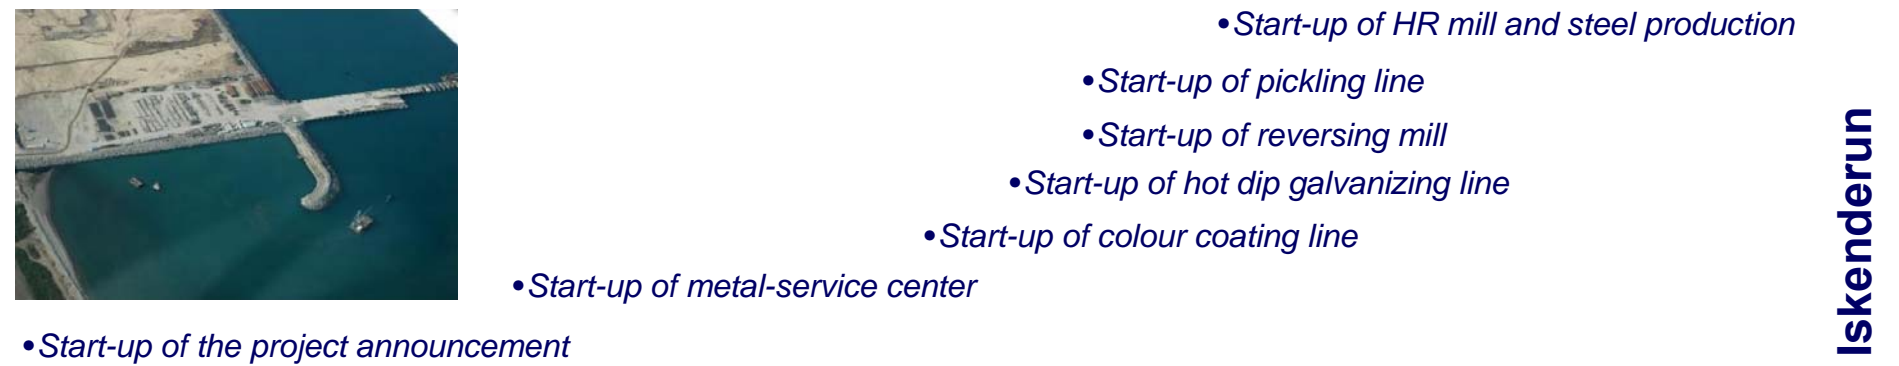 •Start-up of HR mill and steel production
•Start-up of pickling line
•Start-up of reversing mill
•Start-up of hot dip galvanizing line
•Start-up of colour coating line
•Start-up of metal-service center
•Start-up of the project announcement
Iskenderun